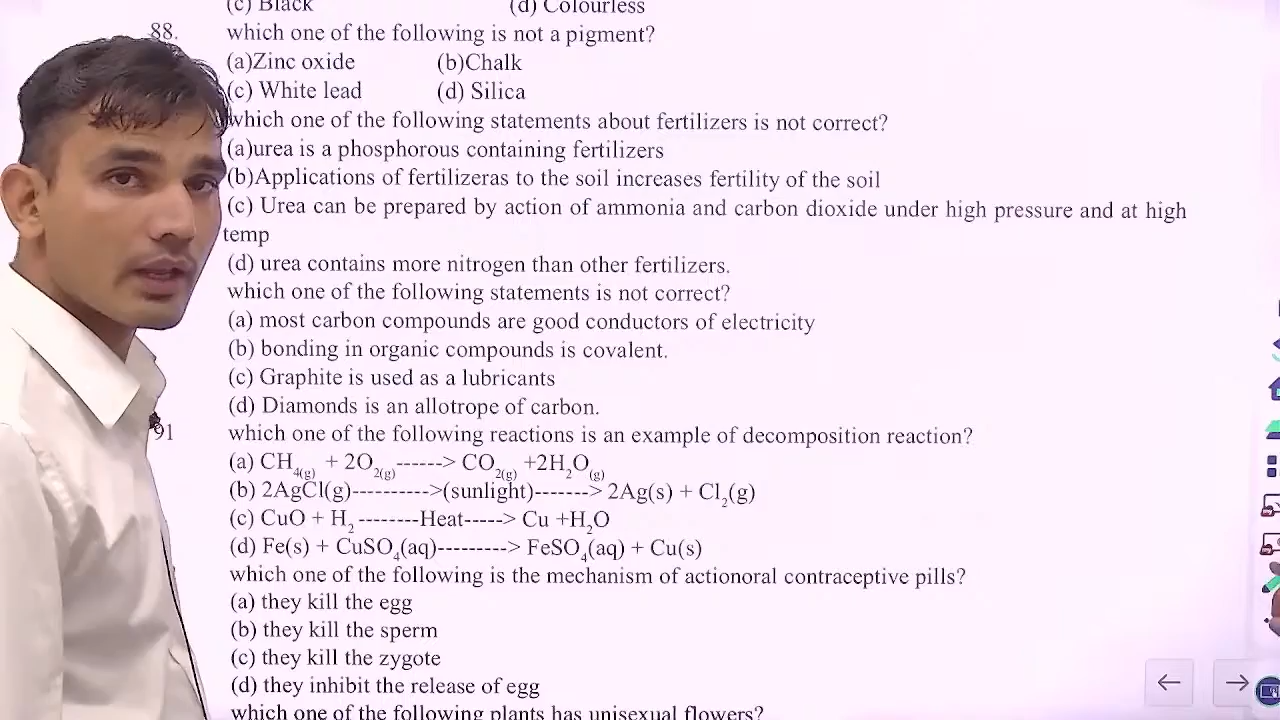 (c) Black (d) Colourless
88. which one of the following is not a pigment?
(a)Zinc oxide (b)Chalk
(c) White lead (d) Silica
which one of the following statements about fertilizers is not correct?
(a)urea is a phosphorous containing fertilizers
(b)Applications of fertilizeras to the soil increases fertility of the soil
(c) Urea can be prepared by action of ammonia and carbon dioxide under high pressure and at high
temp
(d) urea contains more nitrogen than other fertilizers.
which one of the following statements is not correct?
(a) most carbon compounds are good conductors of electricity
(b) bonding in organic compounds is covalent.
(c) Graphite is used as a lubricants
(d) Diamonds is an allotrope of carbon.
91 which one of the following reactions is an example of decomposition reaction?
(a) CH4(g) + 2O2(g)------> CO2(g) +2H2O(g)
(b) 2AgCl(g)---------->(sunlight)-------> 2Ag(s) + Cl2(g)
(c) CuO + H2 --------Heat-----> Cu +H2O
(d) Fe(s) + CuSO4(aq)---------> FeSO4(aq) + Cu(s)
which one of the following is the mechanism of actionoral contraceptive pills?
(a) they kill the egg
(b) they kill the sperm
(c) they kill the zygote
(d) they inhibit the release of egg
which one of the following plants has unisexual flowers?